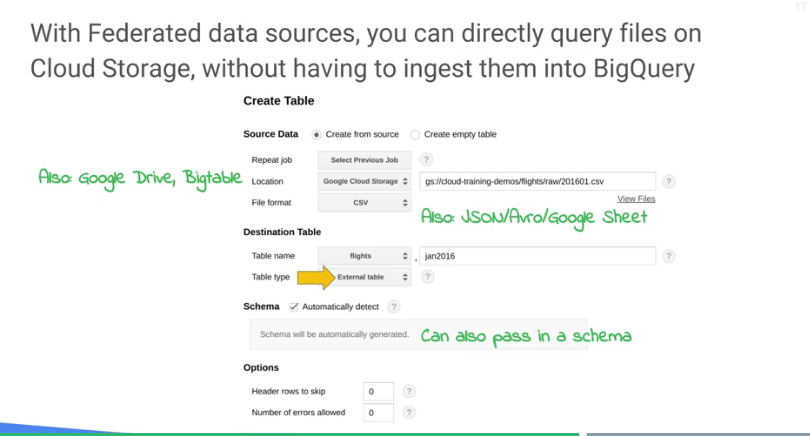 17
With Federated data sources, you can directly query files on
Cloud Storage, without having to ingest them into BigQuery
Create Table
Source Data Create from source Create empty table
Repeat job Select Previous Job ?
Also: Google Drive, Bigtable
Location Google Cloud Storage gs://cloud-training-demos/flights/raw/201601.csv ?
File format CSV View Files
Also: JSON/Avro/Google Sheet
Destination Table
Table name flights . jan2016 ?
Table type External table ?
Schema Automatically detect ?
Schema will be automatically generated. Can also pass in a schema
Options
Header rows to skip 0 ?
Number of errors allowed 0 ?